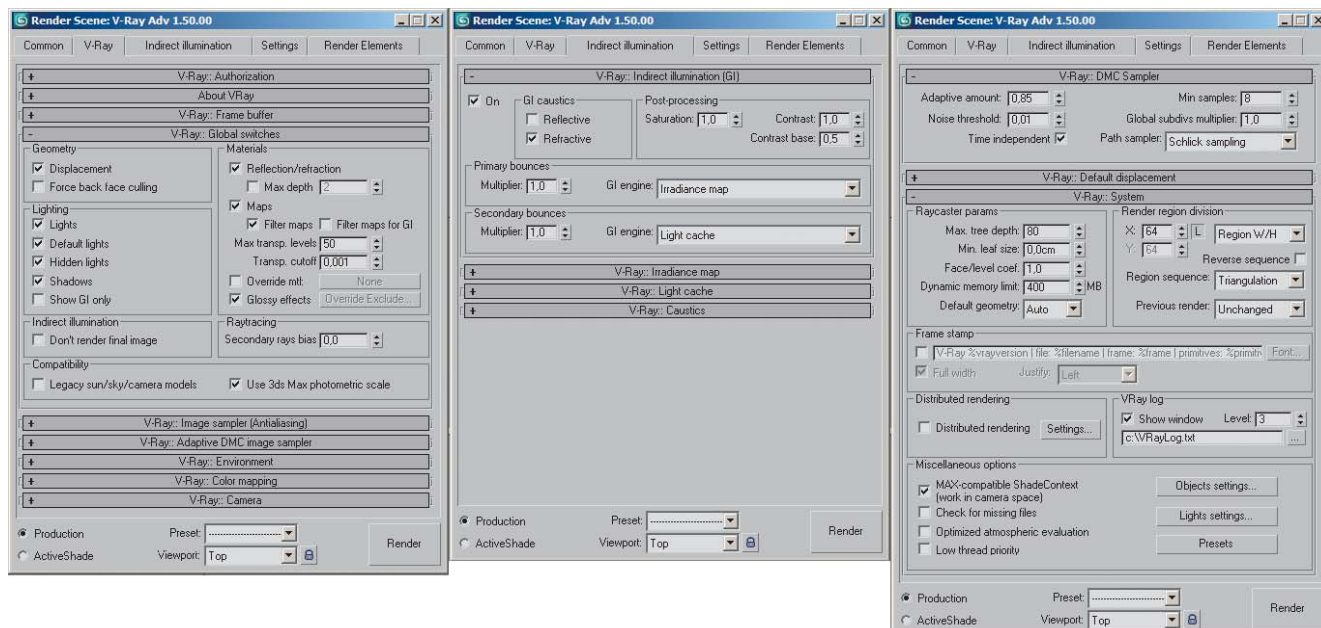 Render Scene: V-Ray Adv 1.50.00
Common V-Ray Indirect illumination Settings Render Elements
+ V-Ray:: Authorization
+ About VRay
+ V-Ray:: Frame buffer
- V-Ray:: Global switches
Geometry
Displacement
Force back face culling
Lighting
Lights
Default lights
Hidden lights
Shadows
Show GI only
Materials
Reflection/refraction
Max depth 2
Maps
Filter maps Filter maps for GI
Max transp. levels 50
Transp. cutoff 0,001
Override mtl: None
Glossy effects Override Exclude...
Indirect illumination
Don't render final image
Raytracing
Secondary rays bias 0,0
Compatibility
Legacy sun/sky/camera models Use 3ds Max photometric scale
+ V-Ray:: Image sampler (Antialiasing)
+ V-Ray:: Adaptive DMC image sampler
+ V-Ray:: Environment
+ V-Ray:: Color mapping
+ V-Ray:: Camera
Production Preset: -------------------------
ActiveShade Viewport: Top
Render
Render Scene: V-Ray Adv 1.50.00
Common V-Ray Indirect illumination Settings Render Elements
- V-Ray:: Indirect illumination (GI)
On
GI caustics
Reflective
Refractive
Post-processing
Saturation: 1,0 Contrast: 1,0
Contrast base: 0,5
Primary bounces
Multiplier: 1,0 GI engine: Irradiance map
Secondary bounces
Multiplier: 1,0 GI engine: Light cache
+ V-Ray:: Irradiance map
+ V-Ray:: Light cache
+ V-Ray:: Caustics
Production Preset: -------------------------
ActiveShade Viewport: Top
Render
Render Scene: V-Ray Adv 1.50.00
Common V-Ray Indirect illumination Settings Render Elements
- V-Ray:: DMC Sampler
Adaptive amount: 0,85 Min samples: 8
Noise threshold: 0,01 Global subdivs multiplier: 1,0
Time independent Path sampler: Schlick sampling
+ V-Ray:: Default displacement
- V-Ray:: System
Raycaster params
Max. tree depth: 80
Min. leaf size: 0,0cm
Face/level coef. 1,0
Dynamic memory limit: 400 MB
Default geometry: Auto
Render region division
X: 64 L Region W/H
Y: 64
Reverse sequence
Region sequence: Triangulation
Previous render: Unchanged
Frame stamp
V-Ray %vrayversion | file: %filename | frame: %frame | primitives: %primitiv Font...
Full width Justify: Left
Distributed rendering
Distributed rendering Settings...
VRay log
Show window Level: 3
c:\VRayLog.txt ...
Miscellaneous options
MAX-compatible ShadeContext
(work in camera space)
Check for missing files
Optimized atmospheric evaluation
Low thread priority
Objects settings...
Lights settings...
Presets
Production Preset: -------------------------
ActiveShade Viewport: Top
Render